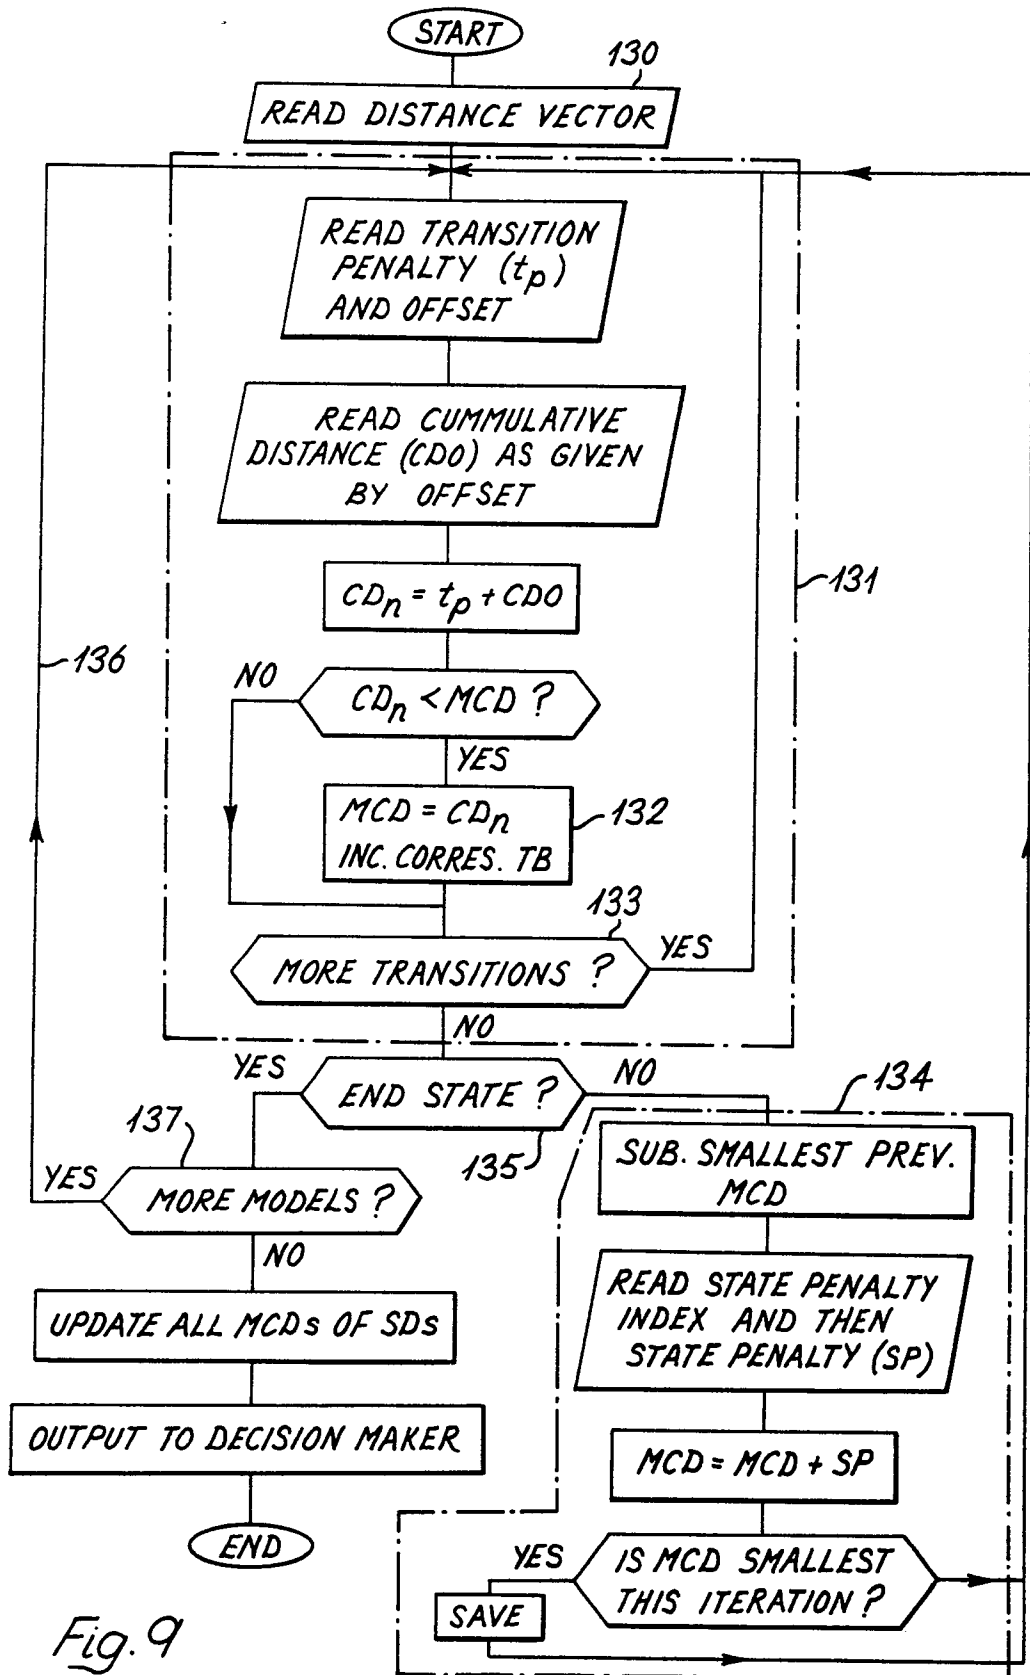 START
130
READ DISTANCE VECTOR
READ TRANSITION
PENALTY (tp)
AND OFFSET
READ CUMMULATIVE
DISTANCE (CDO) AS GIVEN
BY OFFSET
CDn = tp + CDO
131
136
NO
CDn < MCD ?
YES
MCD = CDn
INC. CORRES. TB
132
133
MORE TRANSITIONS ?
YES
NO
YES
END STATE ?
NO
134
135
137
YES
MORE MODELS ?
NO
SUB. SMALLEST PREV.
MCD
READ STATE PENALTY
INDEX AND THEN
STATE PENALTY (SP)
UPDATE ALL MCDs OF SDs
OUTPUT TO DECISION MAKER
MCD = MCD + SP
END
YES
IS MCD SMALLEST
THIS ITERATION ?
SAVE
Fig. 9